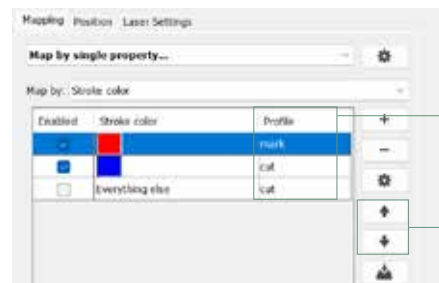 Mapping Position Laser Settings
Map by single property...
Map by: Stroke color
Enabled Stroke color Profile
mark
cut
Everything else cut